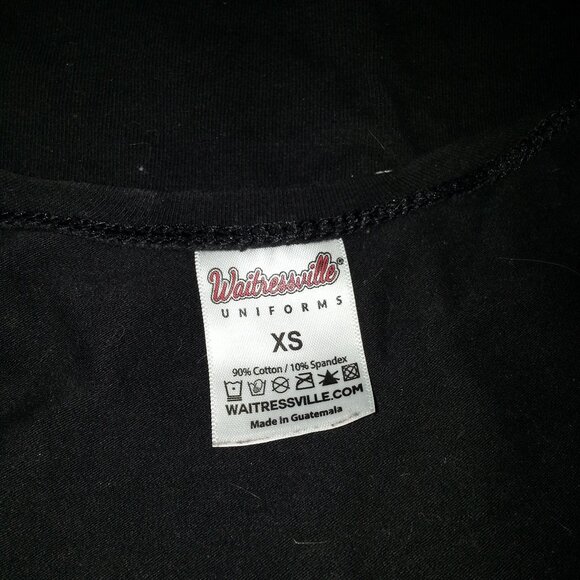 Waitressville®
UNIFORMS
XS
90% Cotton / 10% Spandex
WAITRESSVILLE.COM
Made in Guatemala